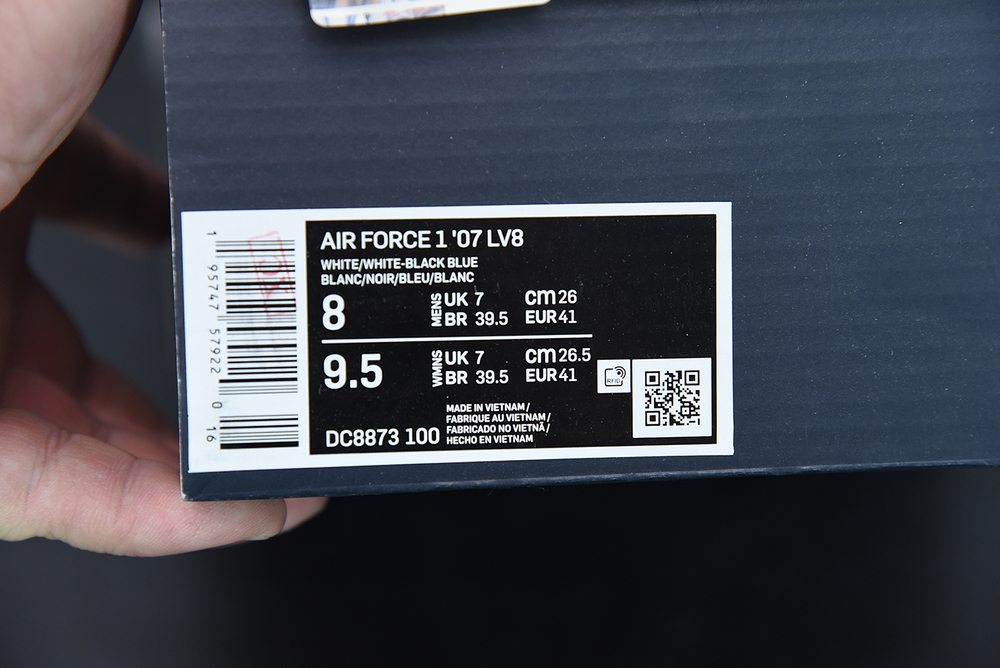 AIR FORCE 1 '07 LV8
WHITE/WHITE-BLACK BLUE
BLANC/NOIR/BLEU/BLANC
8 MENS UK 7 cm 26
BR 39.5 EUR 41
9.5 WMNS UK 7 cm 26.5
BR 39.5 EUR 41
RFID
MADE IN VIETNAM /
FABRIQUE AU VIETNAM /
FABRICADO NO VIETNÃ /
DC8873 100 HECHO EN VIETNAM
1 95747 57922 0 16